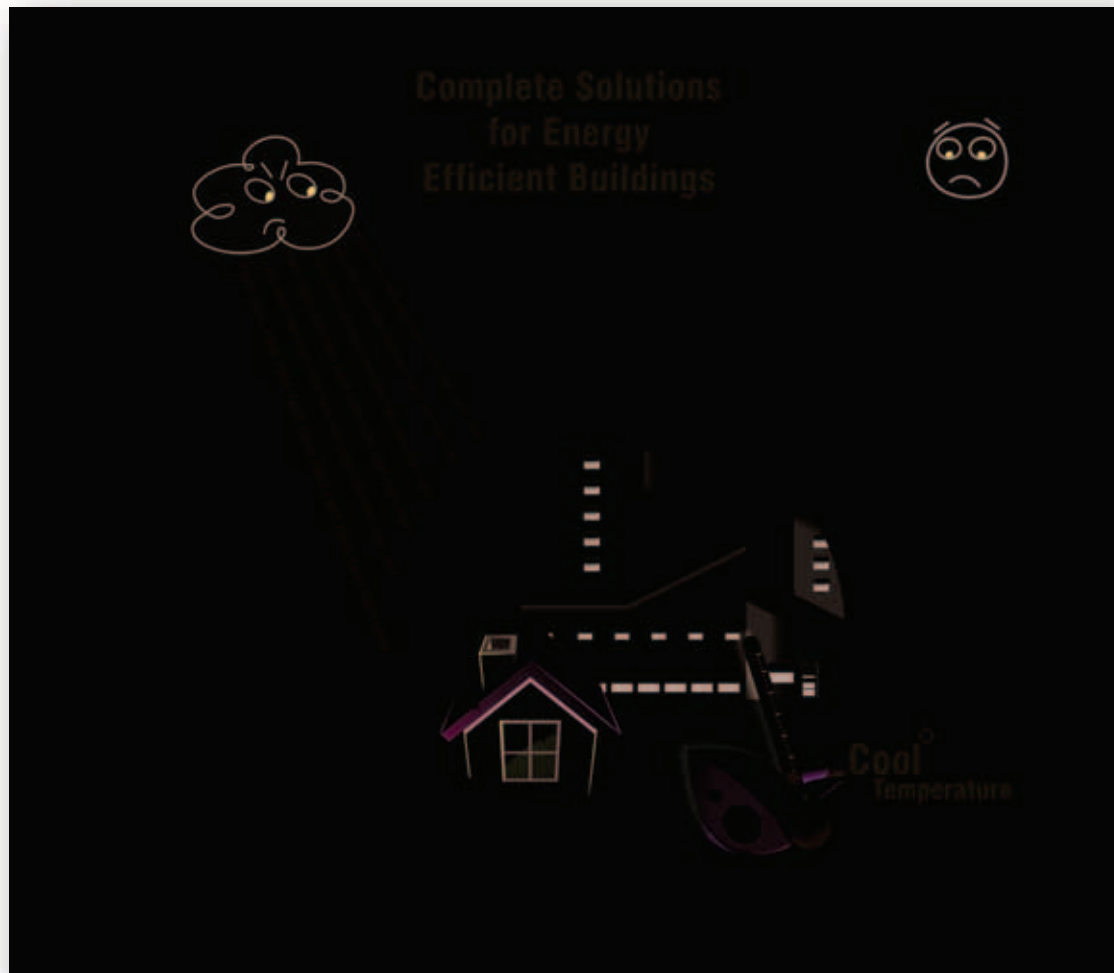 Complete Solutions
for Energy
Efficient Buildings
Cool°
Temperature